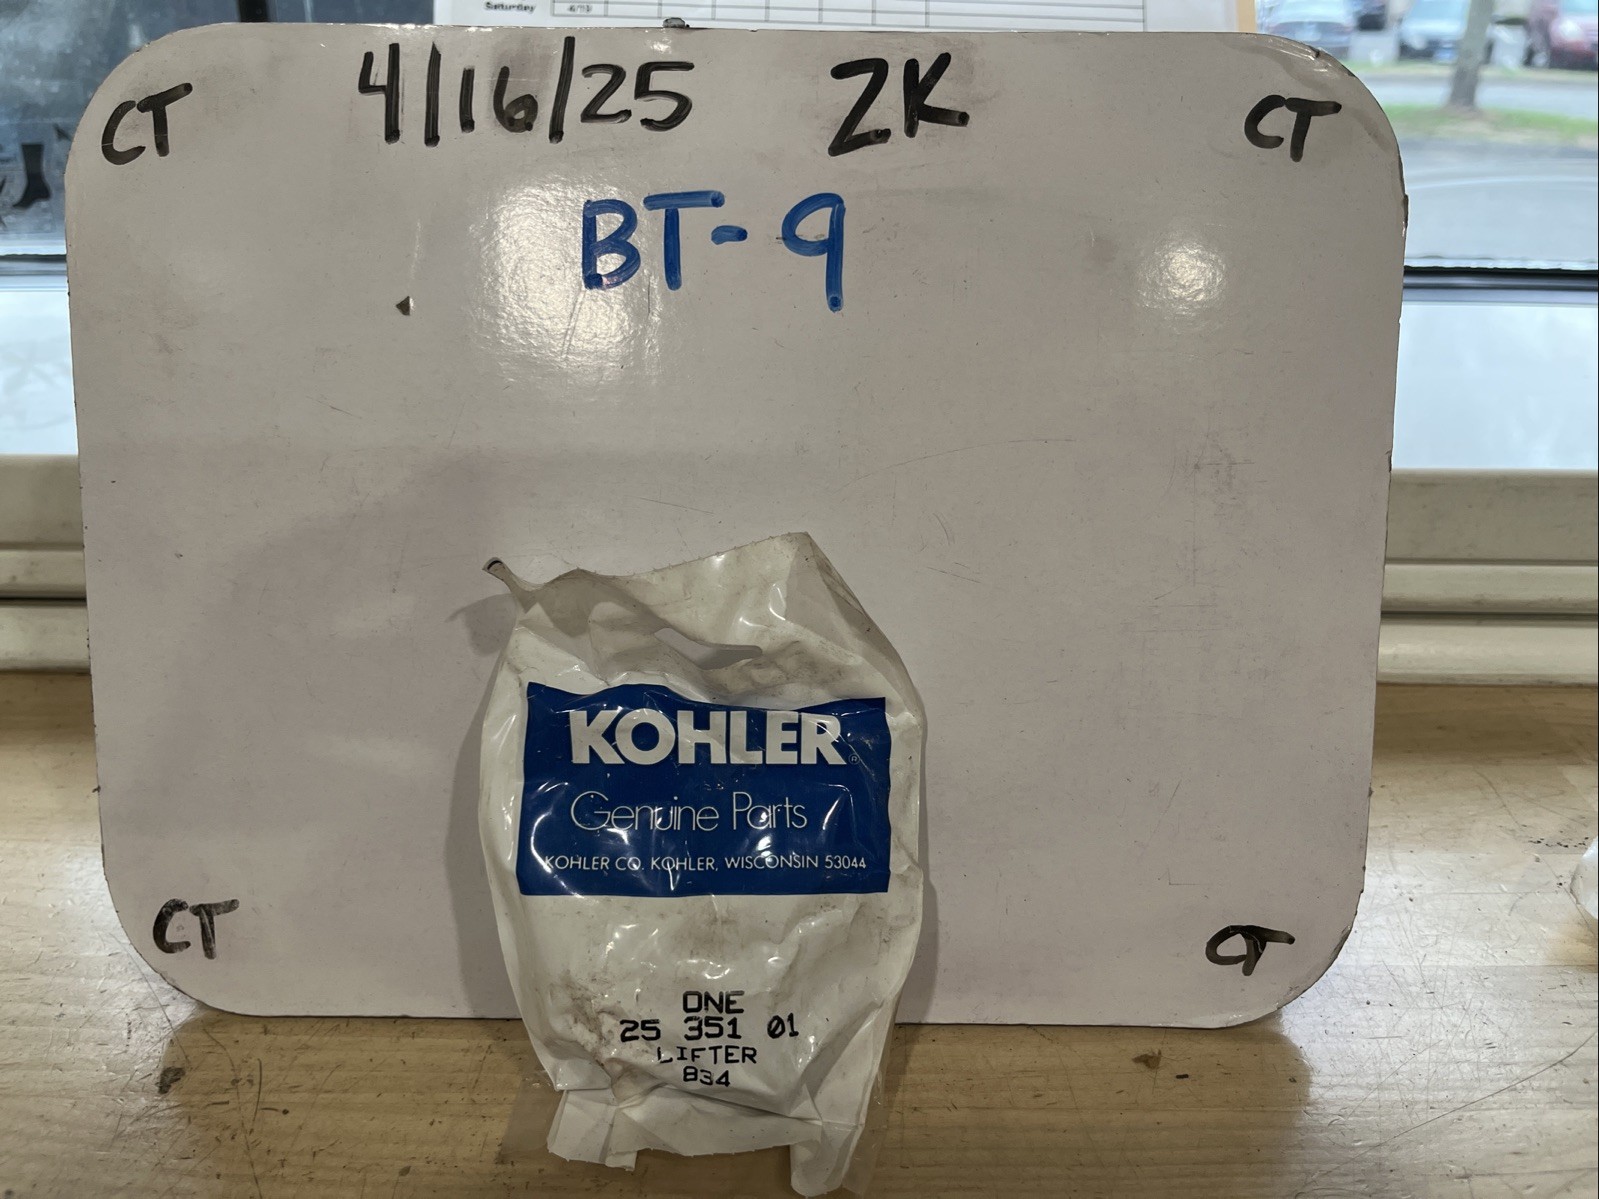 Saturday
CT 4/16/25 ZK CT
BT-9
KOHLER®
Genuine Parts
KOHLER CO. KOHLER, WISCONSIN 53044
CT
CT
ONE
25 351 01
LIFTER
834